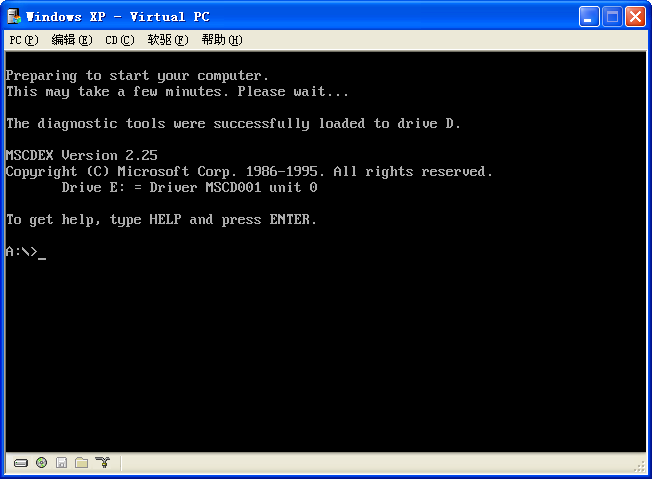 Windows XP - Virtual PC
PC(P) 编辑(E) CD(C) 软驱(F) 帮助(H)
Preparing to start your computer.
This may take a few minutes. Please wait...
The diagnostic tools were successfully loaded to drive D.
MSCDEX Version 2.25
Copyright (C) Microsoft Corp. 1986-1995. All rights reserved.
Drive E: = Driver MSCD001 unit 0
To get help, type HELP and press ENTER.
A:\>_